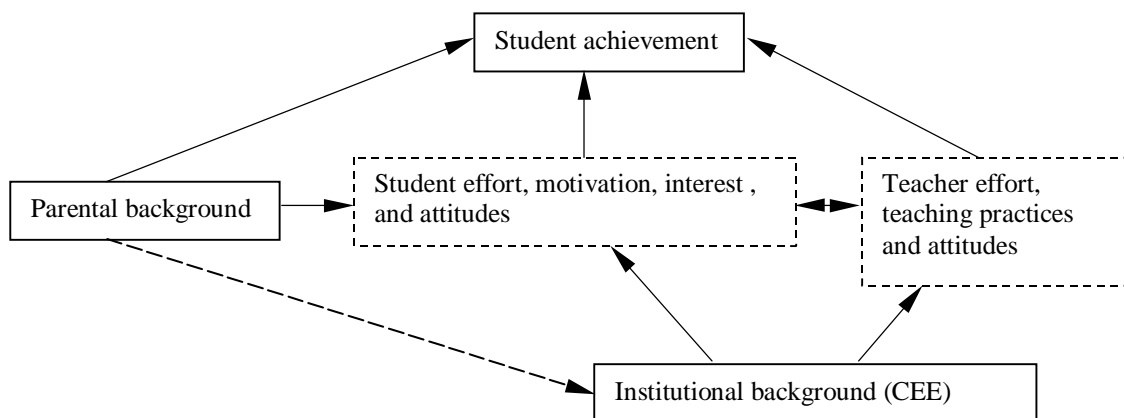 Student achievement
Student effort, motivation, interest ,
and attitudes
Teacher effort,
teaching practices
and attitudes
Parental background
Institutional background (CEE)